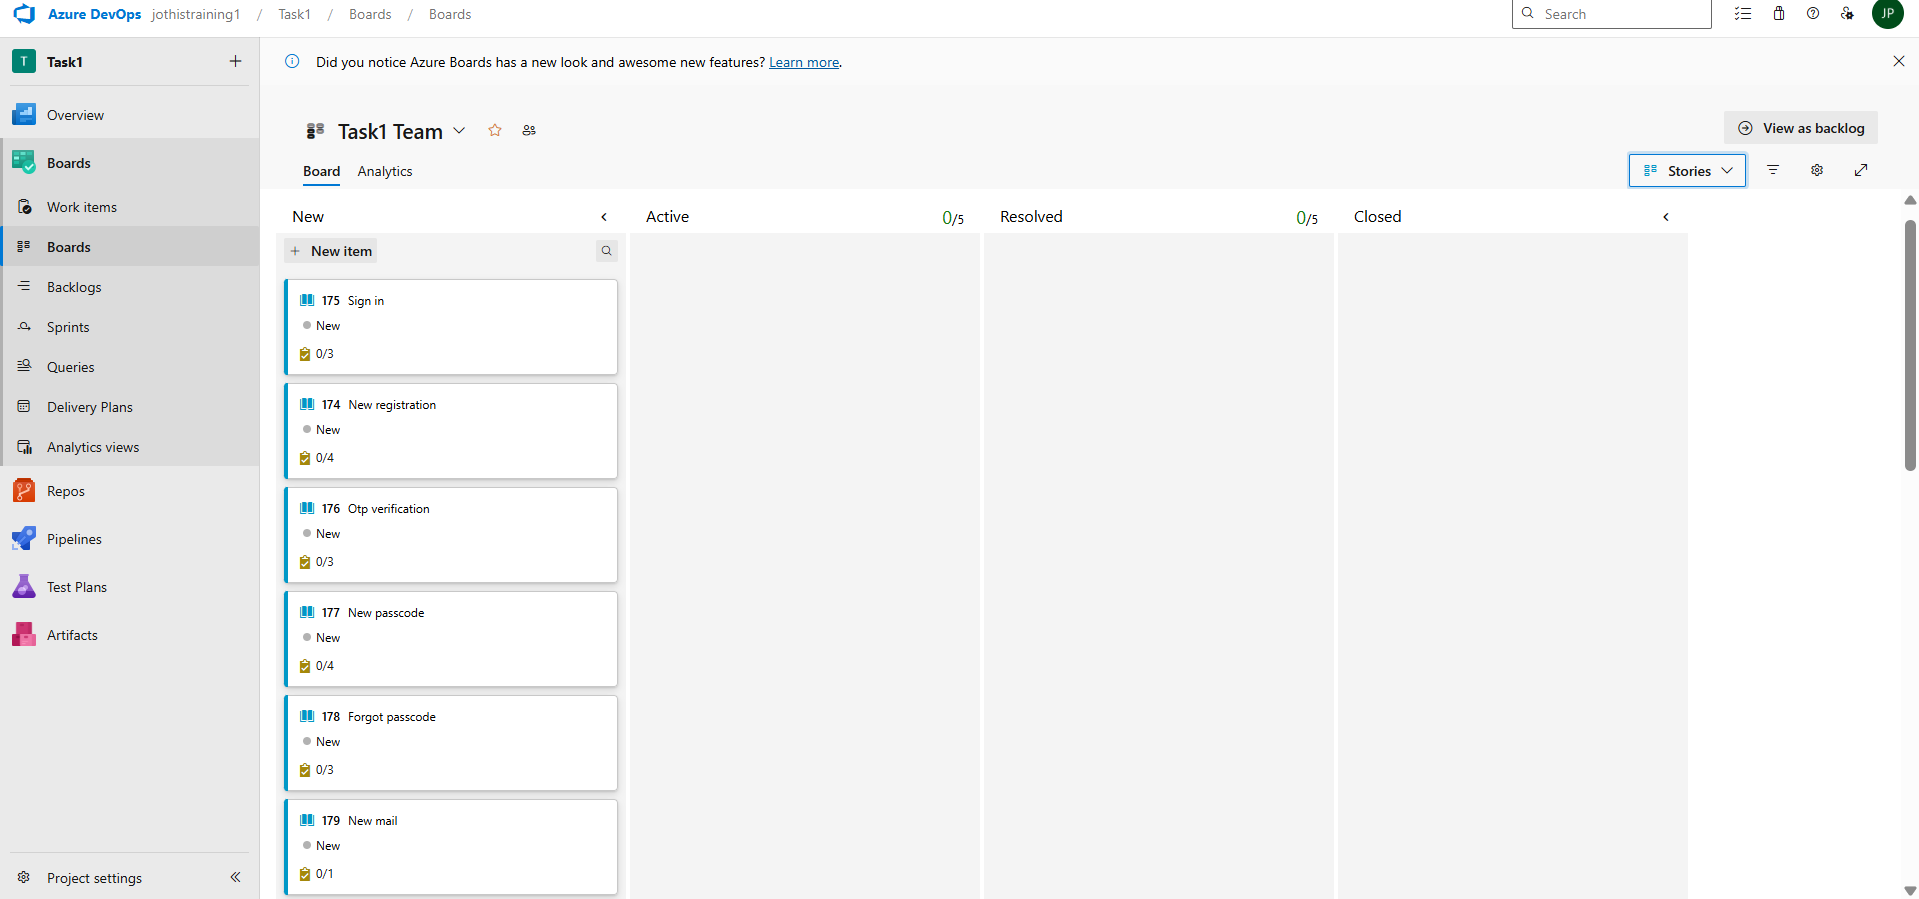 Azure DevOps jothistraining1 / Task1 / Boards / Boards
Search
JP
T Task1
Overview
Boards
Work items
Boards
Backlogs
Sprints
Queries
Delivery Plans
Analytics views
Repos
Pipelines
Test Plans
Artifacts
Project settings
Did you notice Azure Boards has a new look and awesome new features? Learn more.
Task1 Team
View as backlog
Board Analytics
Stories
New
Active 0/5
Resolved 0/5
Closed
+ New item
175 Sign in
New
0/3
174 New registration
New
0/4
176 Otp verification
New
0/3
177 New passcode
New
0/4
178 Forgot passcode
New
0/3
179 New mail
New
0/1